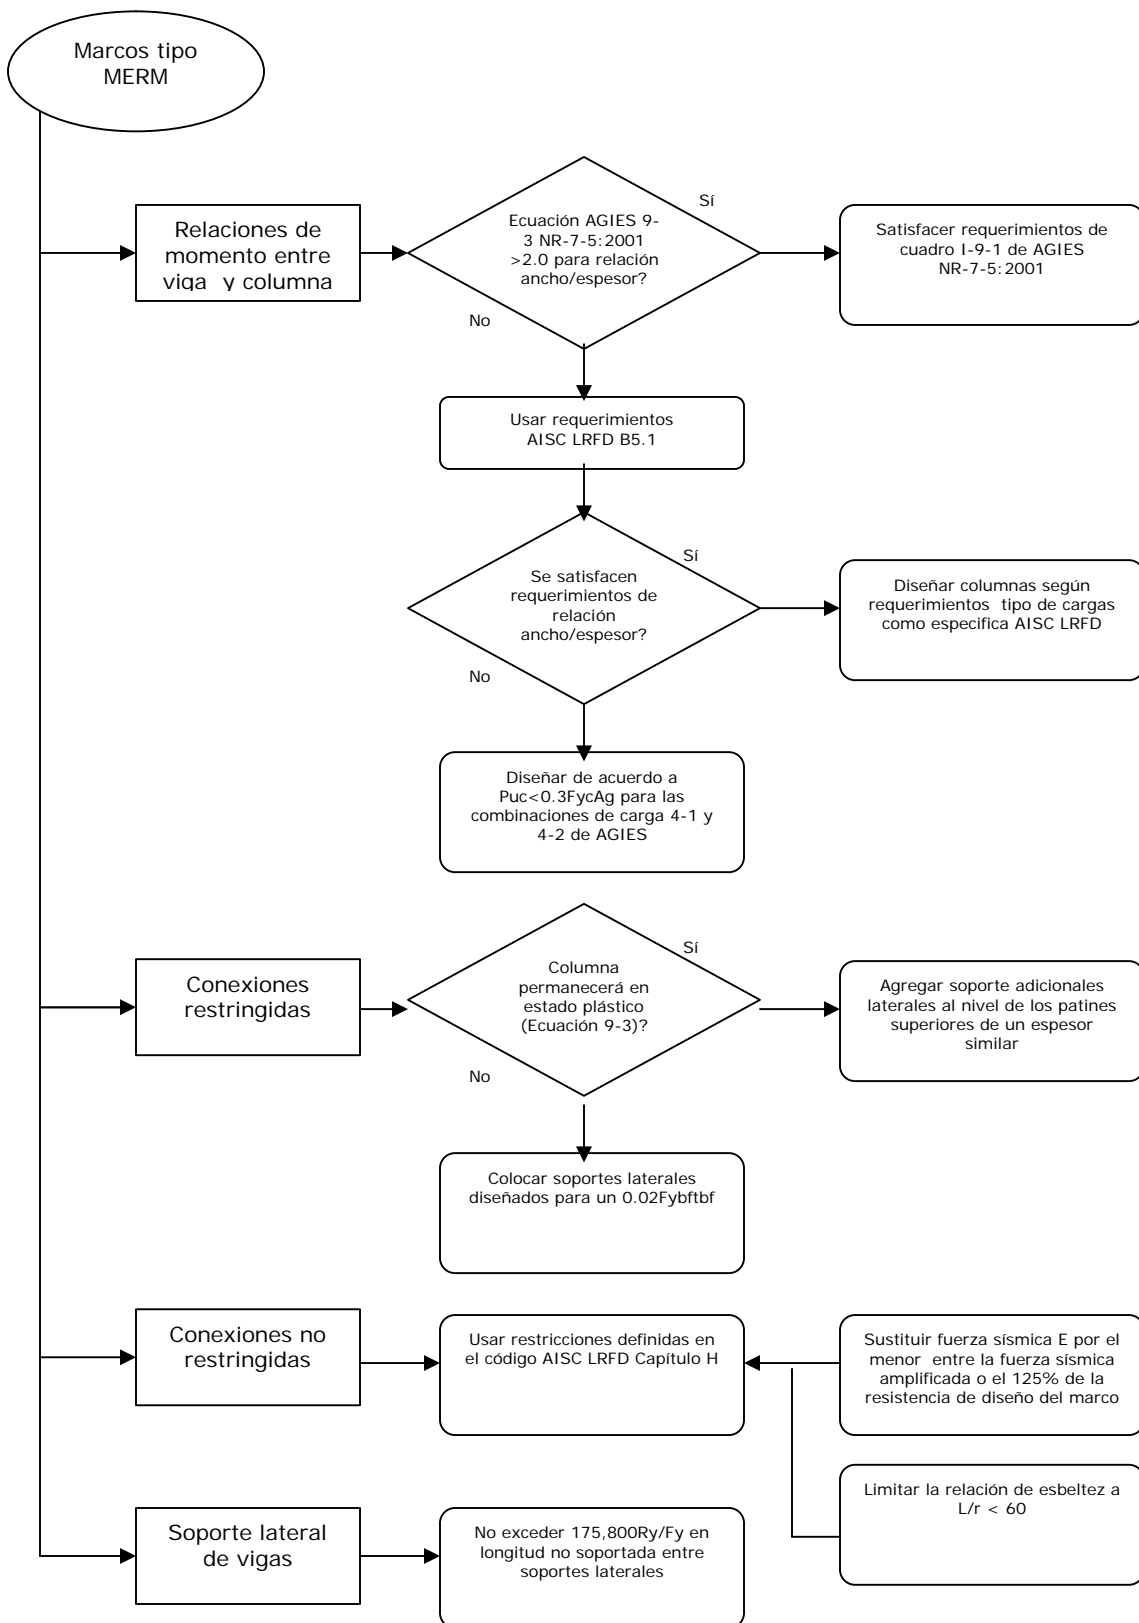 Marcos tipo
MERM
Relaciones de
momento entre
viga y columna
Ecuación AGIES 9-
3 NR-7-5:2001
>2.0 para relación
ancho/espesor?
Sí
No
Satisfacer requerimientos de
cuadro I-9-1 de AGIES
NR-7-5:2001
Usar requerimientos
AISC LRFD B5.1
Se satisfacen
requerimientos de
relación
ancho/espesor?
Sí
No
Diseñar columnas según
requerimientos tipo de cargas
como especifica AISC LRFD
Diseñar de acuerdo a
Puc<0.3FycAg para las
combinaciones de carga 4-1 y
4-2 de AGIES
Conexiones
restringidas
Columna
permanecerá en
estado plástico
(Ecuación 9-3)?
Sí
No
Agregar soporte adicionales
laterales al nivel de los patines
superiores de un espesor
similar
Colocar soportes laterales
diseñados para un 0.02Fybftbf
Conexiones no
restringidas
Usar restricciones definidas en
el código AISC LRFD Capítulo H
Sustituir fuerza sísmica E por el
menor entre la fuerza sísmica
amplificada o el 125% de la
resistencia de diseño del marco
Limitar la relación de esbeltez a
L/r < 60
Soporte lateral
de vigas
No exceder 175,800Ry/Fy en
longitud no soportada entre
soportes laterales